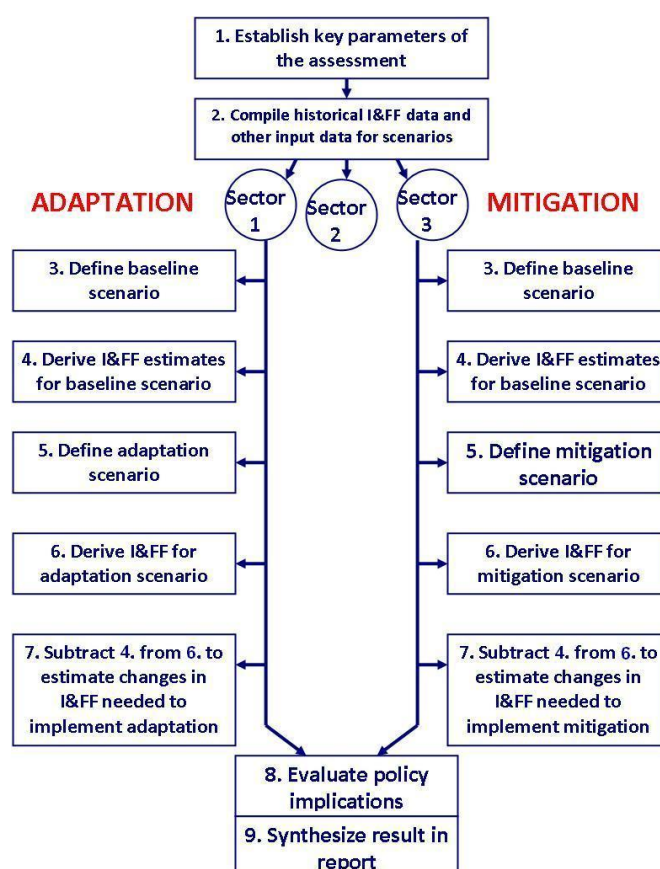 1. Establish key parameters of
the assessment
2. Compile historical I&FF data and
other input data for scenarios
ADAPTATION
Sector
1
Sector
2
Sector
3
MITIGATION
3. Define baseline
scenario
4. Derive I&FF estimates
for baseline scenario
5. Define adaptation
scenario
6. Derive I&FF for
adaptation scenario
7. Subtract 4. from 6. to
estimate changes in
I&FF needed to
implement adaptation
3. Define baseline
scenario
4. Derive I&FF estimates
for baseline scenario
5. Define mitigation
scenario
6. Derive I&FF for
mitigation scenario
7. Subtract 4. from 6. to
estimate changes in
I&FF needed to
implement mitigation
8. Evaluate policy
implications
9. Synthesize result in
report